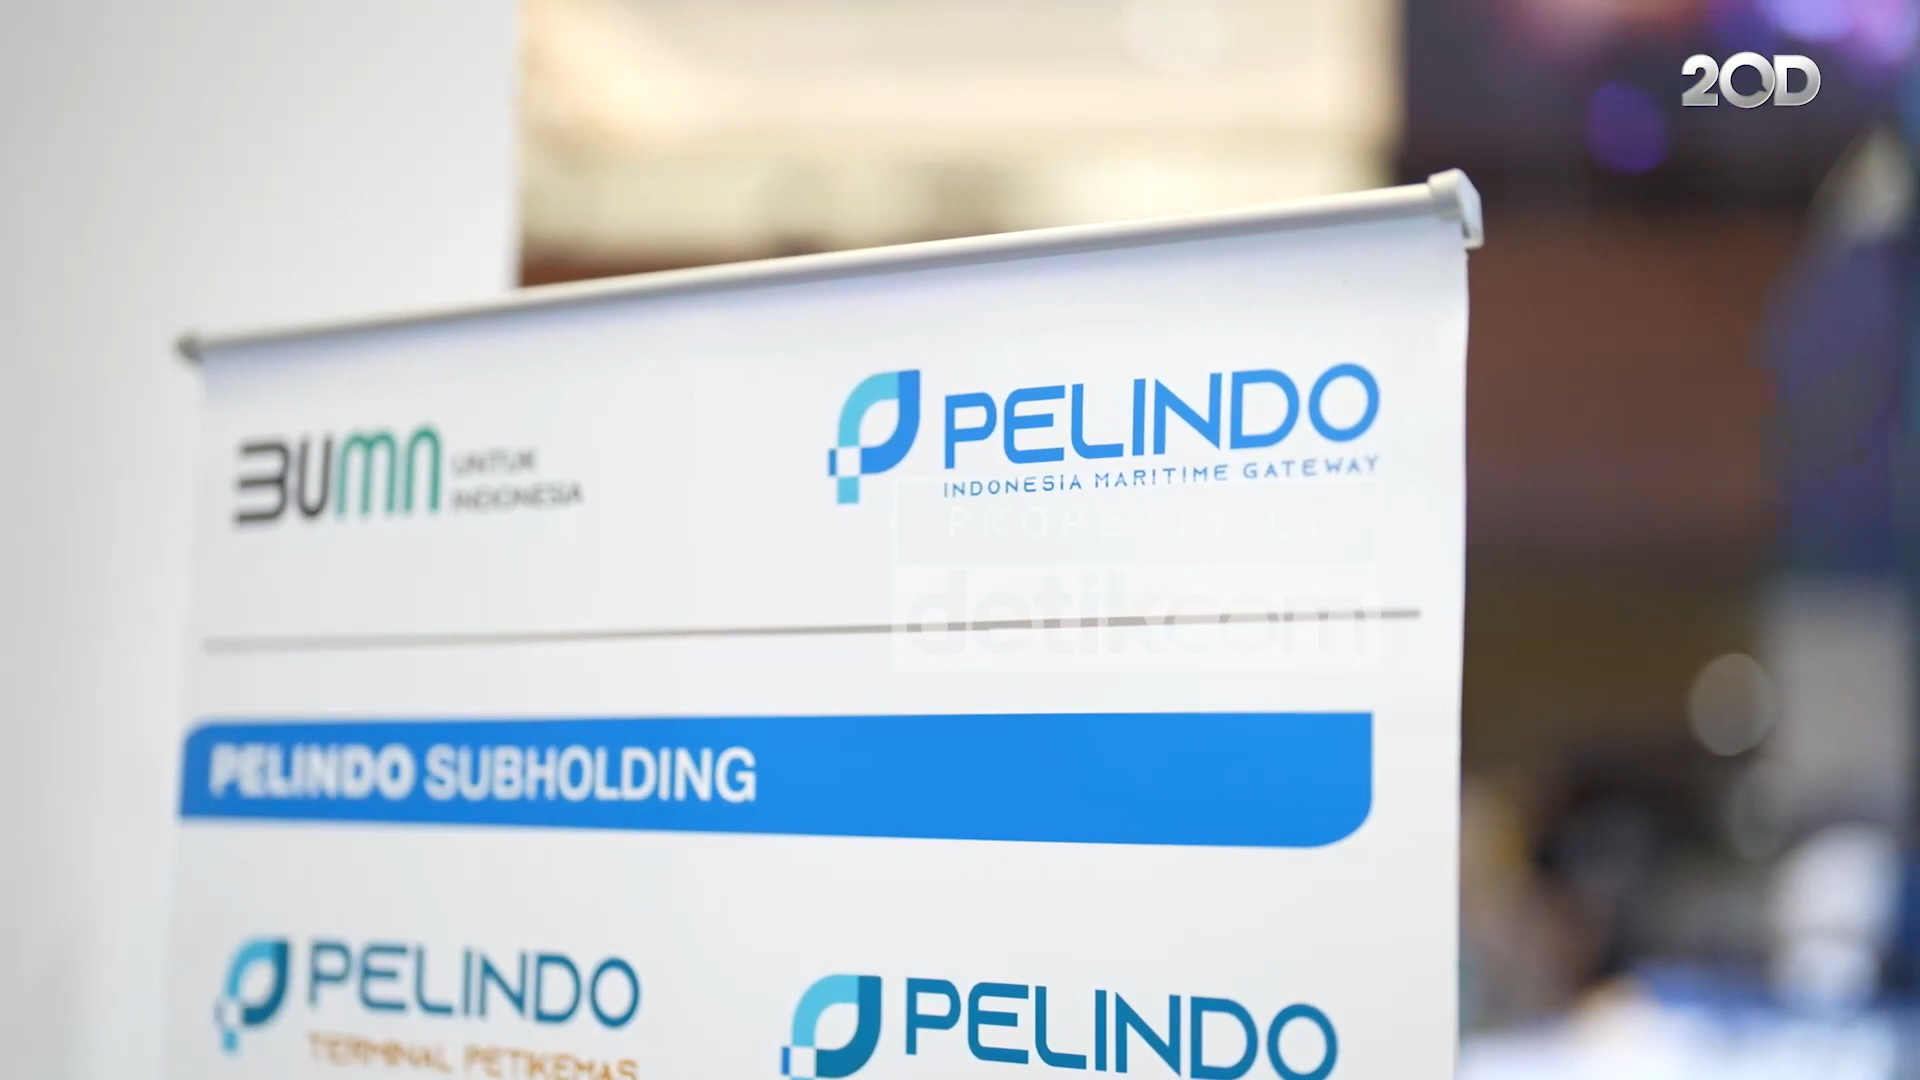 20D
BUMN UNTUK INDONESIA
PELINDO
INDONESIA MARITIME GATEWAY
PROPERTY OF
detikcom
PELINDO SUBHOLDING
PELINDO
TERMINAL PETIKEMAS
PELINDO